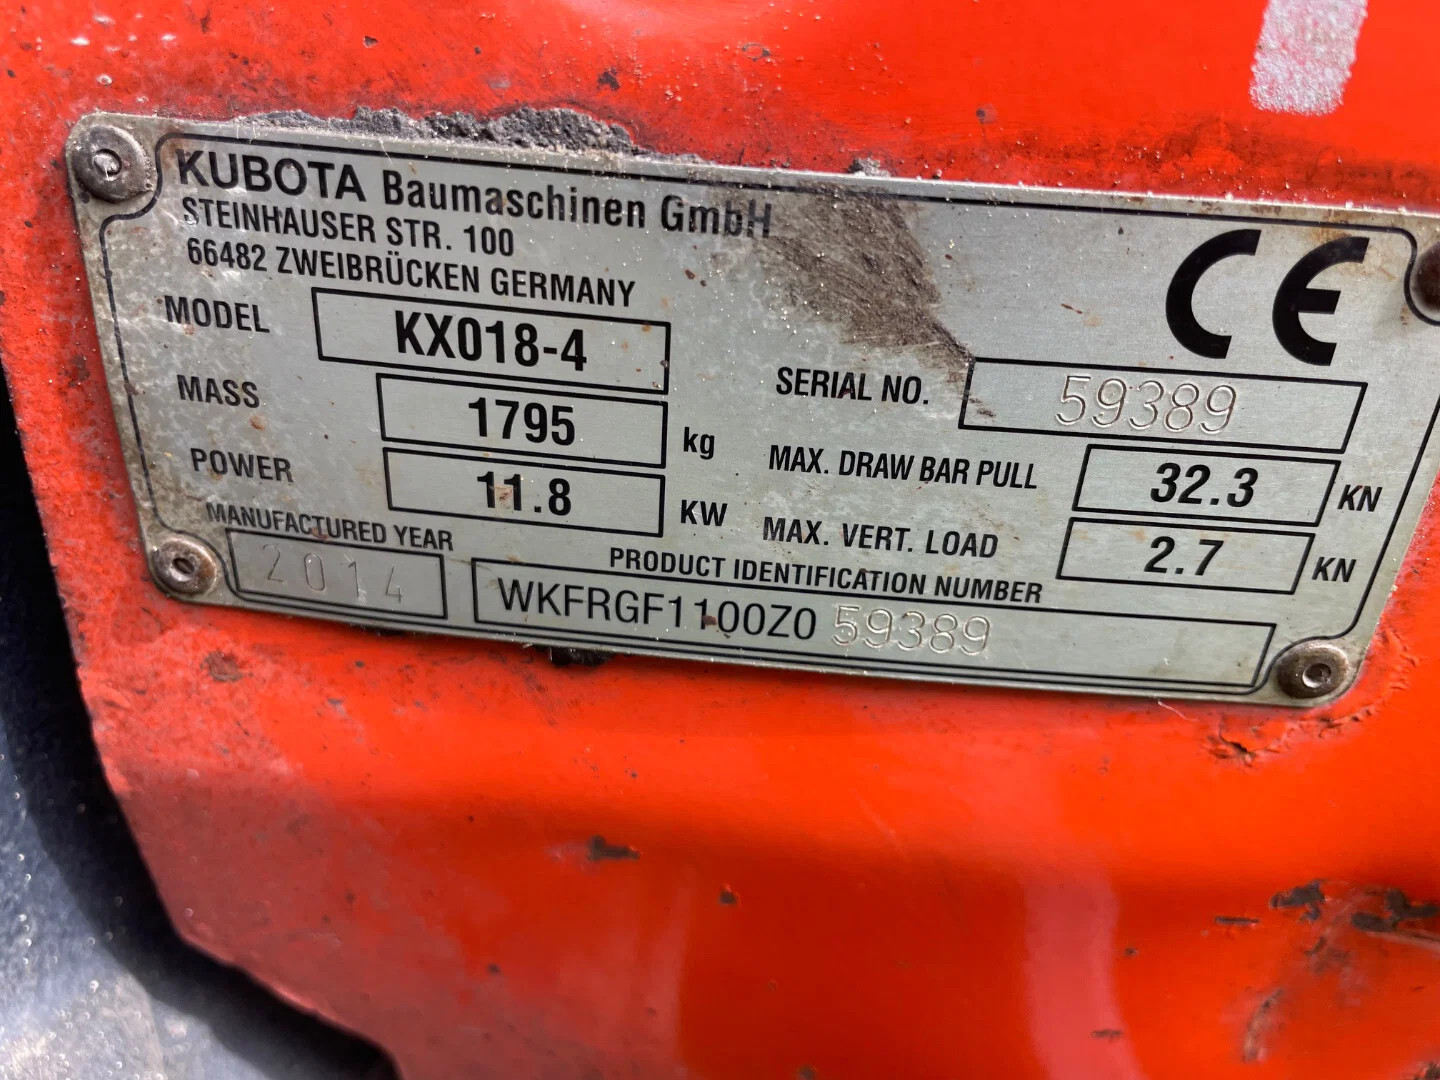 KUBOTA Baumaschinen GmbH
STEINHAUSER STR. 100
66482 ZWEIBRÜCKEN GERMANY
CE
MODEL KX018-4
SERIAL NO. 59389
MASS 1795 kg
MAX. DRAW BAR PULL 32.3 KN
POWER 11.8 KW
MAX. VERT. LOAD 2.7 KN
MANUFACTURED YEAR
2014
PRODUCT IDENTIFICATION NUMBER
WKFRGF1100Z0 59389